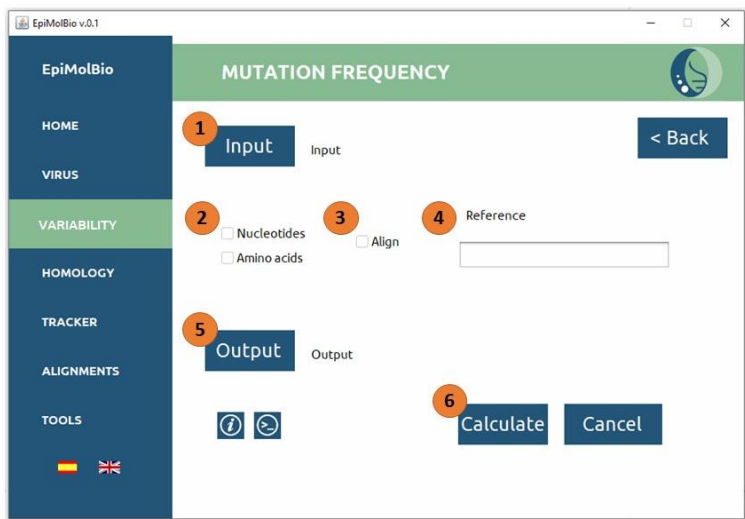 EpiMolBio v.0.1
EpiMolBio
MUTATION FREQUENCY
HOME
VIRUS
VARIABILITY
HOMOLOGY
TRACKER
ALIGNMENTS
TOOLS
1
Input
Input
< Back
2
Nucleotides
Amino acids
3
Align
4
Reference
5
Output
Output
i
>_
6
Calculate
Cancel